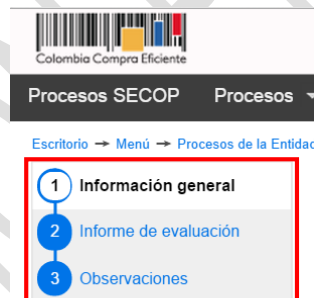 Colombia Compra Eficiente
Procesos SECOP Procesos
Escritorio → Menú → Procesos de la Entidad
1 Información general
2 Informe de evaluación
3 Observaciones